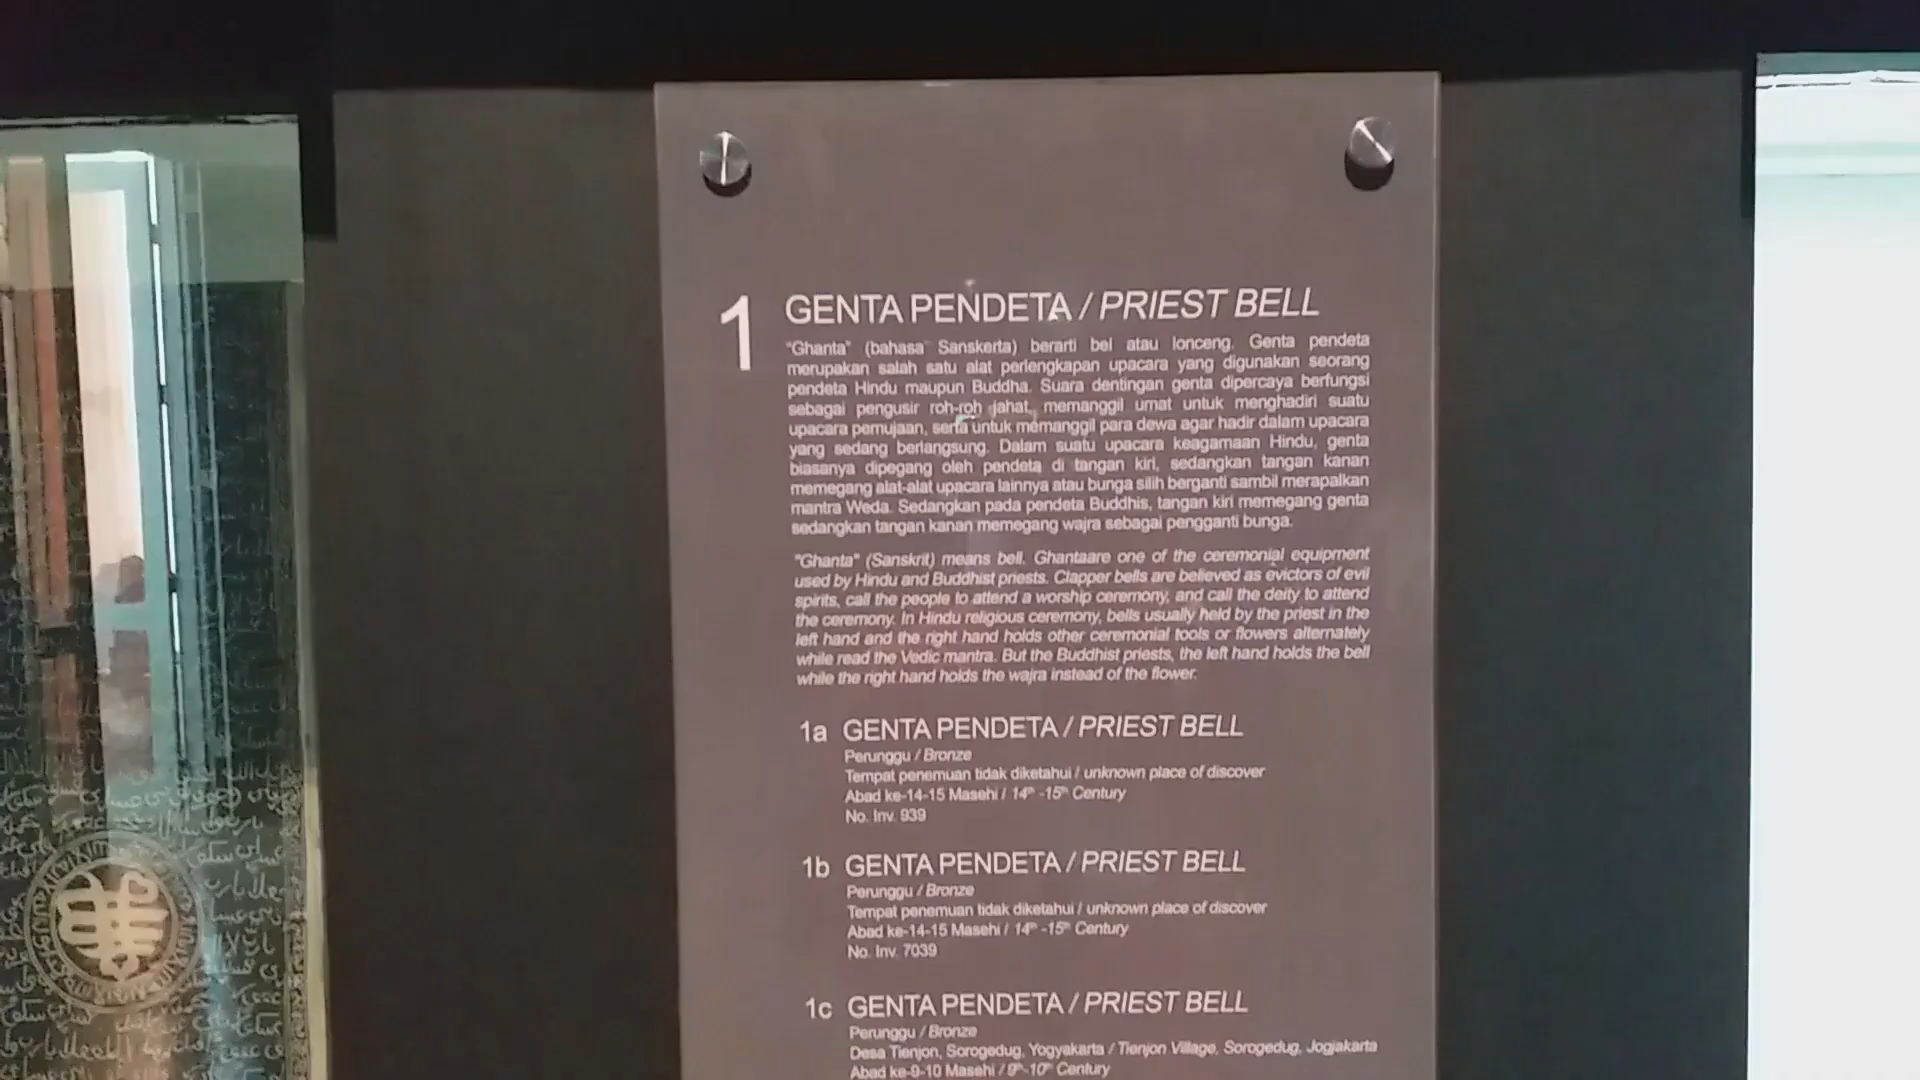 1 GENTA PENDETA / PRIEST BELL
"Ghanta" (bahasa Sanskerta) berarti bel atau lonceng. Genta pendeta
merupakan salah satu alat perlengkapan upacara yang digunakan seorang
pendeta Hindu maupun Buddha. Suara dentingan genta dipercaya berfungsi
sebagai pengusir roh-roh jahat, memanggil umat untuk menghadiri suatu
upacara pemujaan, serta untuk memanggil para dewa agar hadir dalam upacara
yang sedang berlangsung. Dalam suatu upacara keagamaan Hindu, genta
biasanya dipegang oleh pendeta di tangan kiri, sedangkan tangan kanan
memegang alat-alat upacara lainnya atau bunga silih berganti sambil merapalkan
mantra Weda. Sedangkan pada pendeta Buddhis, tangan kiri memegang genta
sedangkan tangan kanan memegang wajra sebagai pengganti bunga.
"Ghanta" (Sanskrit) means bell. Ghantaare one of the ceremonial equipment
used by Hindu and Buddhist priests. Clapper bells are believed as evictors of evil
spirits, call the people to attend a worship ceremony, and call the deity to attend
the ceremony. In Hindu religious ceremony, bells usually held by the priest in the
left hand and the right hand holds other ceremonial tools or flowers alternately
while read the Vedic mantra. But the Buddhist priests, the left hand holds the bell
while the right hand holds the wajra instead of the flower.
1a GENTA PENDETA / PRIEST BELL
Perunggu / Bronze
Tempat penemuan tidak diketahui / unknown place of discover
Abad ke-14-15 Masehi / 14th -15th Century
No. Inv. 939
1b GENTA PENDETA / PRIEST BELL
Perunggu / Bronze
Tempat penemuan tidak diketahui / unknown place of discover
Abad ke-14-15 Masehi / 14th -15th Century
No. Inv. 7039
1c GENTA PENDETA / PRIEST BELL
Perunggu / Bronze
Desa Tienjon, Sorogedug, Yogyakarta / Tienjon Village, Sorogedug, Jogjakarta
Abad ke-9-10 Masehi / 9th-10th Century